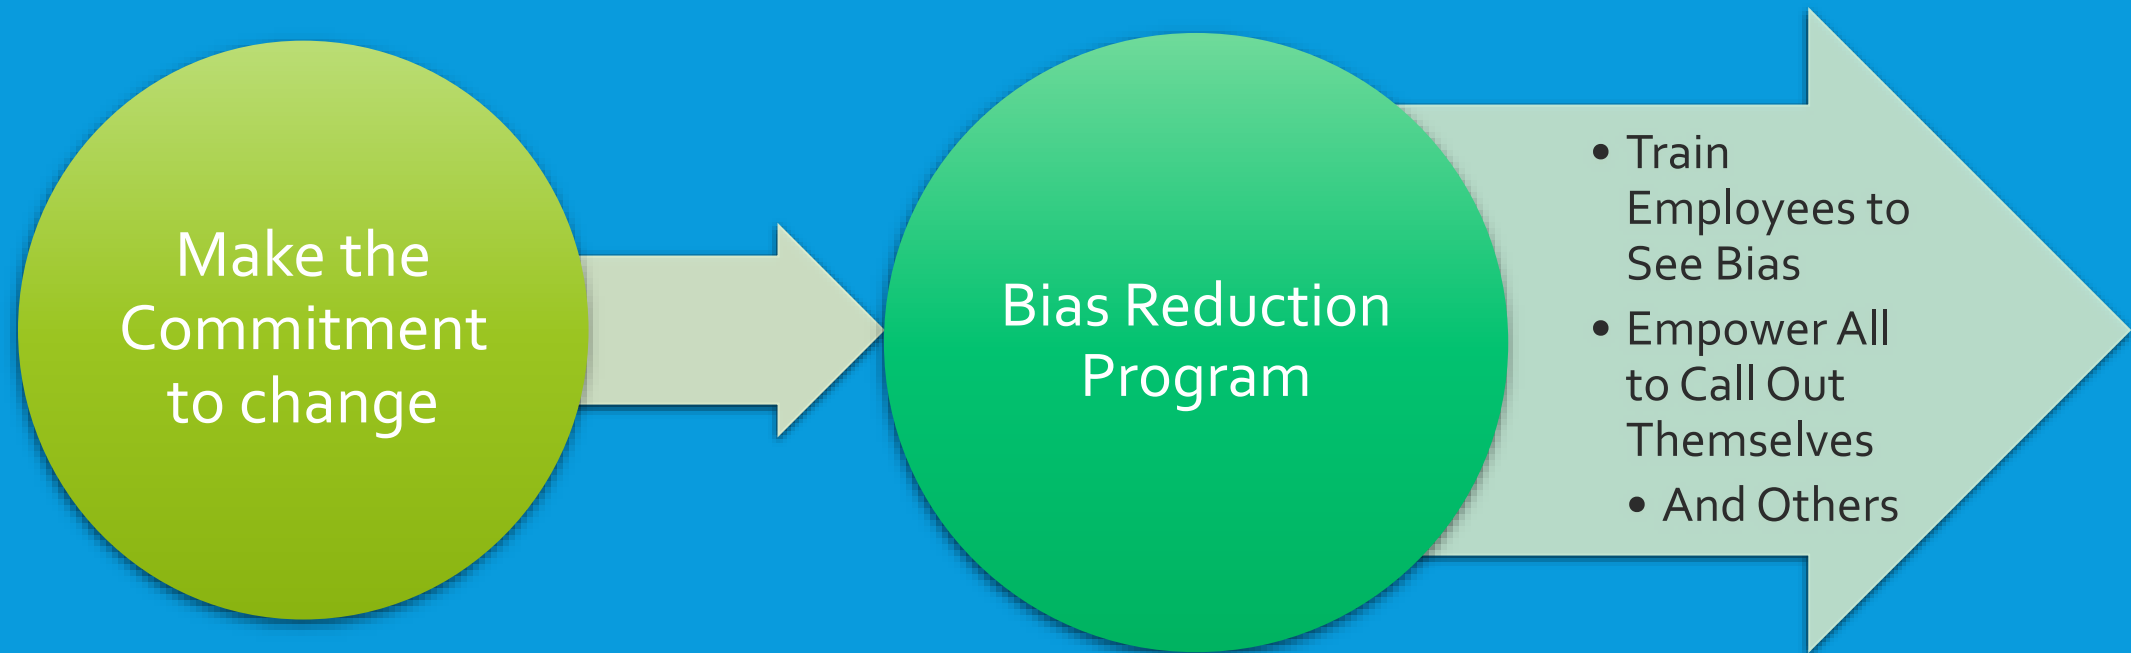 Make the
Commitment
to change
Bias Reduction
Program
• Train
Employees to
See Bias
• Empower All
to Call Out
Themselves
• And Others